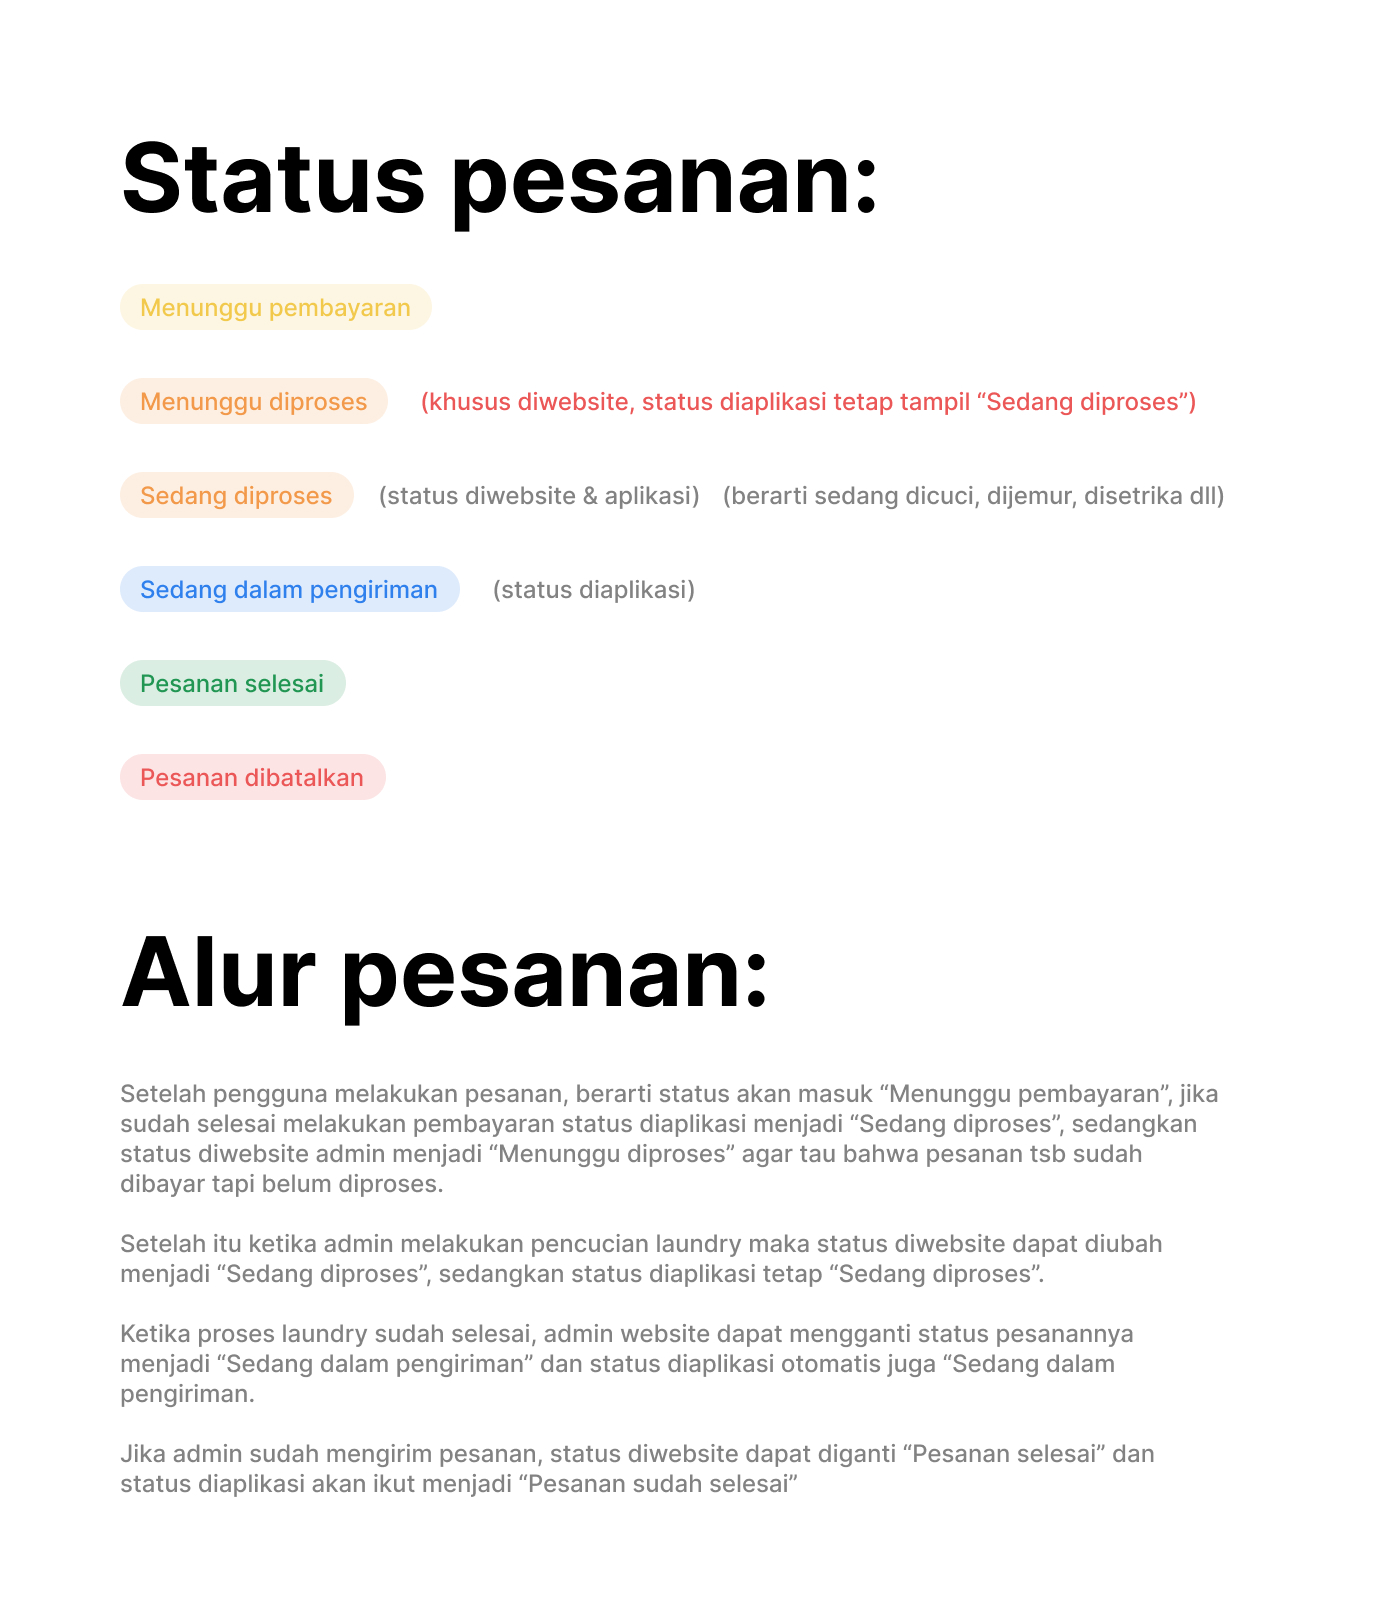 Status pesanan:
Menunggu pembayaran
Menunggu diproses (khusus diwebsite, status diaplikasi tetap tampil “Sedang diproses”)
Sedang diproses (status diwebsite & aplikasi) (berarti sedang dicuci, dijemur, disetrika dll)
Sedang dalam pengiriman (status diaplikasi)
Pesanan selesai
Pesanan dibatalkan
Alur pesanan:
Setelah pengguna melakukan pesanan, berarti status akan masuk “Menunggu pembayaran”, jika
sudah selesai melakukan pembayaran status diaplikasi menjadi “Sedang diproses”, sedangkan
status diwebsite admin menjadi “Menunggu diproses” agar tau bahwa pesanan tsb sudah
dibayar tapi belum diproses.
Setelah itu ketika admin melakukan pencucian laundry maka status diwebsite dapat diubah
menjadi “Sedang diproses”, sedangkan status diaplikasi tetap “Sedang diproses”.
Ketika proses laundry sudah selesai, admin website dapat mengganti status pesanannya
menjadi “Sedang dalam pengiriman” dan status diaplikasi otomatis juga “Sedang dalam
pengiriman.
Jika admin sudah mengirim pesanan, status diwebsite dapat diganti “Pesanan selesai” dan
status diaplikasi akan ikut menjadi “Pesanan sudah selesai”